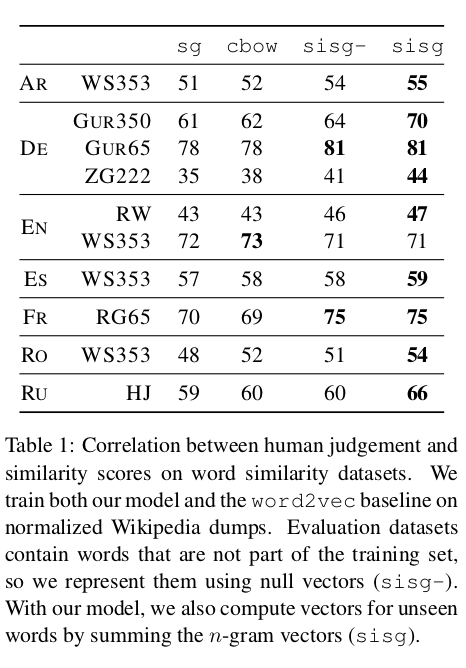 sg cbow sisg- sisg
AR WS353 51 52 54 55
GUR350 61 62 64 70
DE GUR65 78 78 81 81
ZG222 35 38 41 44
EN RW 43 43 46 47
WS353 72 73 71 71
ES WS353 57 58 58 59
FR RG65 70 69 75 75
RO WS353 48 52 51 54
RU HJ 59 60 60 66
Table 1: Correlation between human judgement and
similarity scores on word similarity datasets. We
train both our model and the word2vec baseline on
normalized Wikipedia dumps. Evaluation datasets
contain words that are not part of the training set,
so we represent them using null vectors (sisg-).
With our model, we also compute vectors for unseen
words by summing the n-gram vectors (sisg).